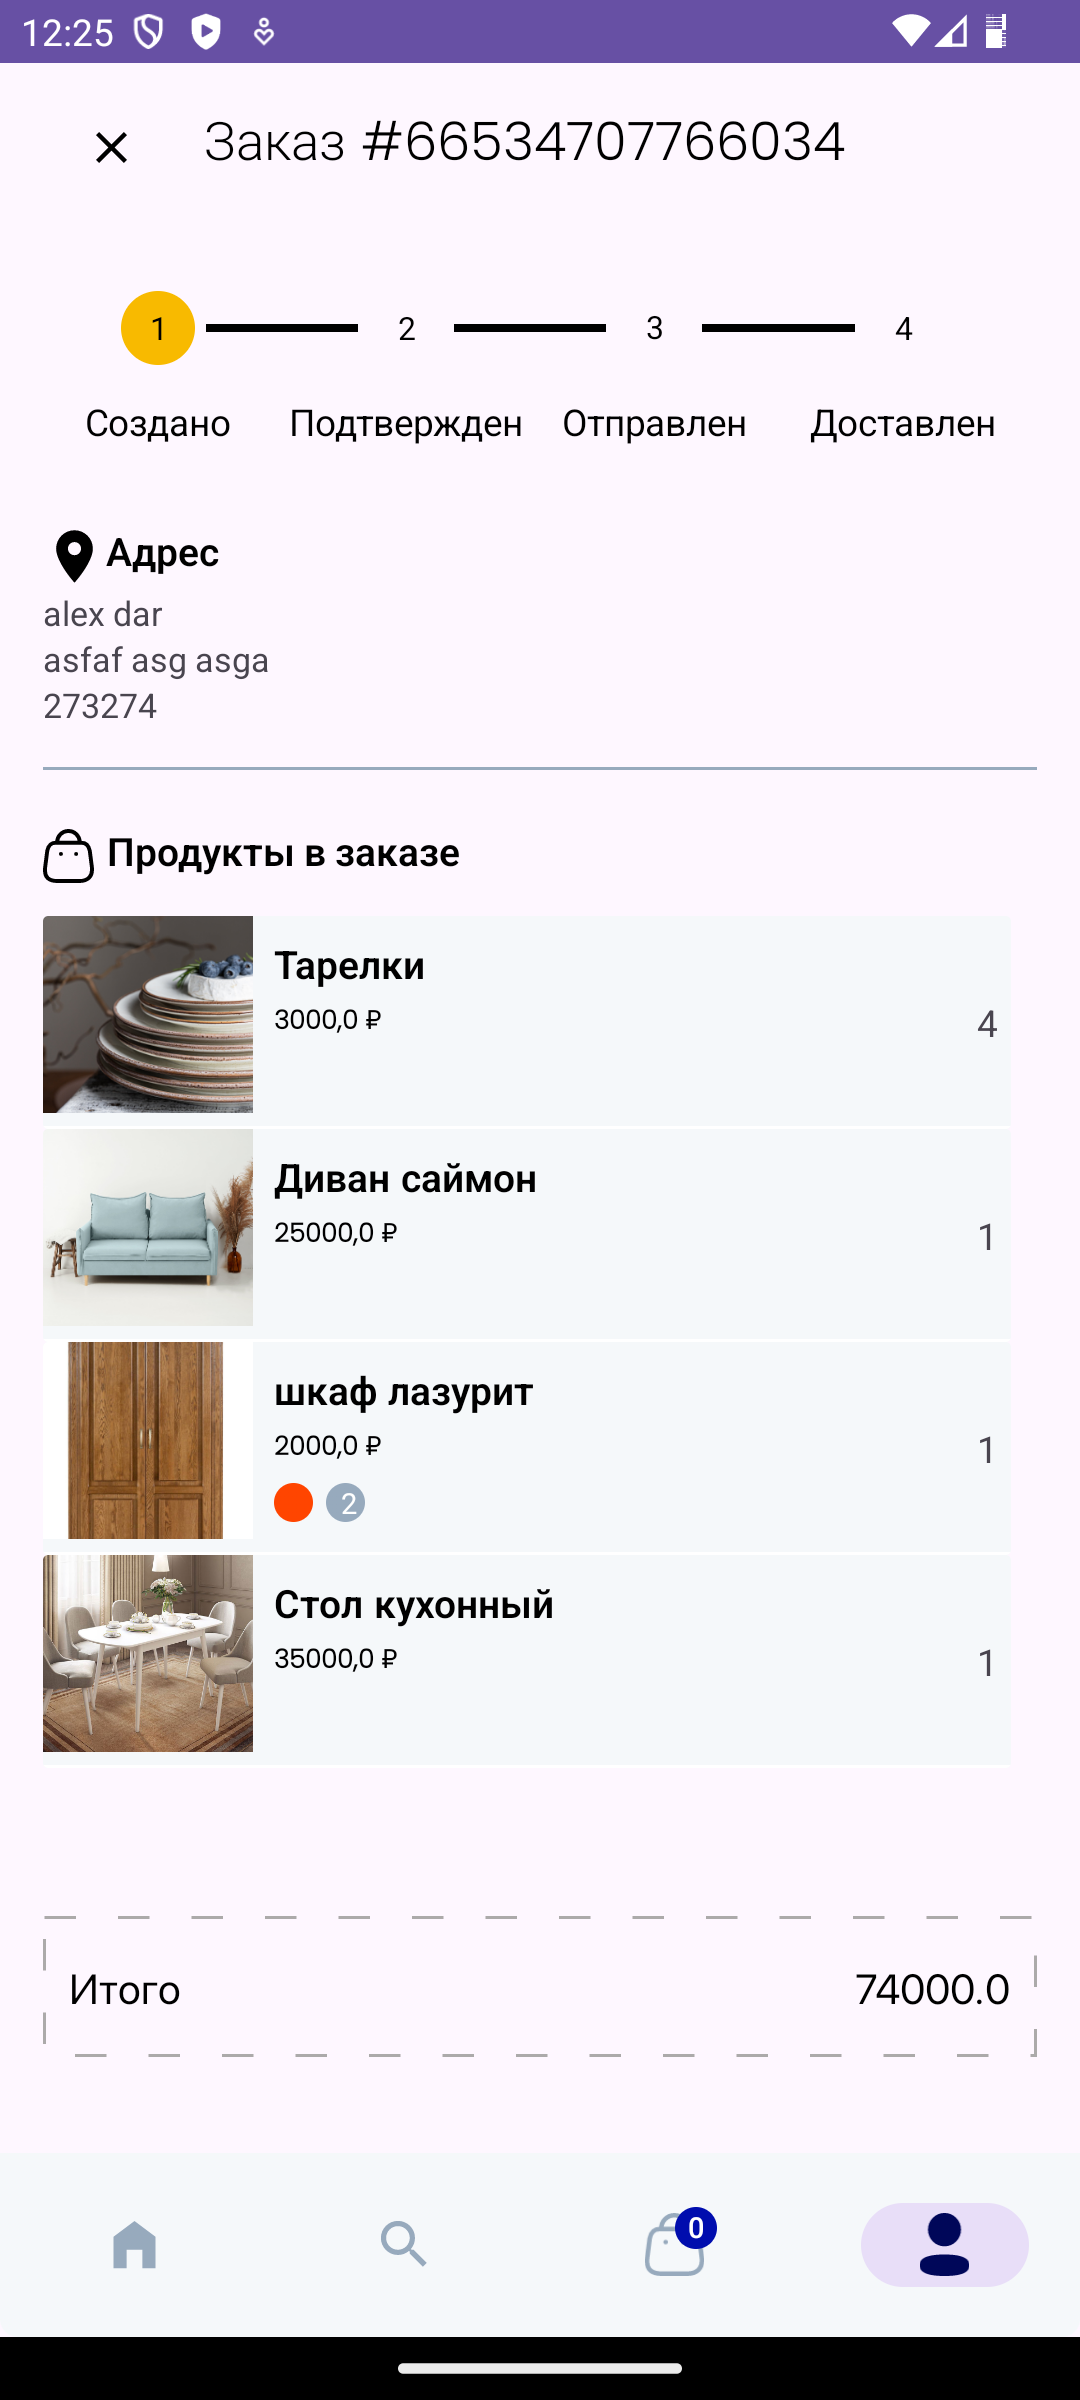 12:25
Заказ #66534707766034
1 2 3 4
Создано Подтвержден Отправлен Доставлен
Адрес
alex dar
asfaf asg asga
273274
Продукты в заказе
Тарелки
3000,0 ₽
4
Диван саймон
25000,0 ₽
1
шкаф лазурит
2000,0 ₽
1
2
Стол кухонный
35000,0 ₽
1
Итого 74000.0
0